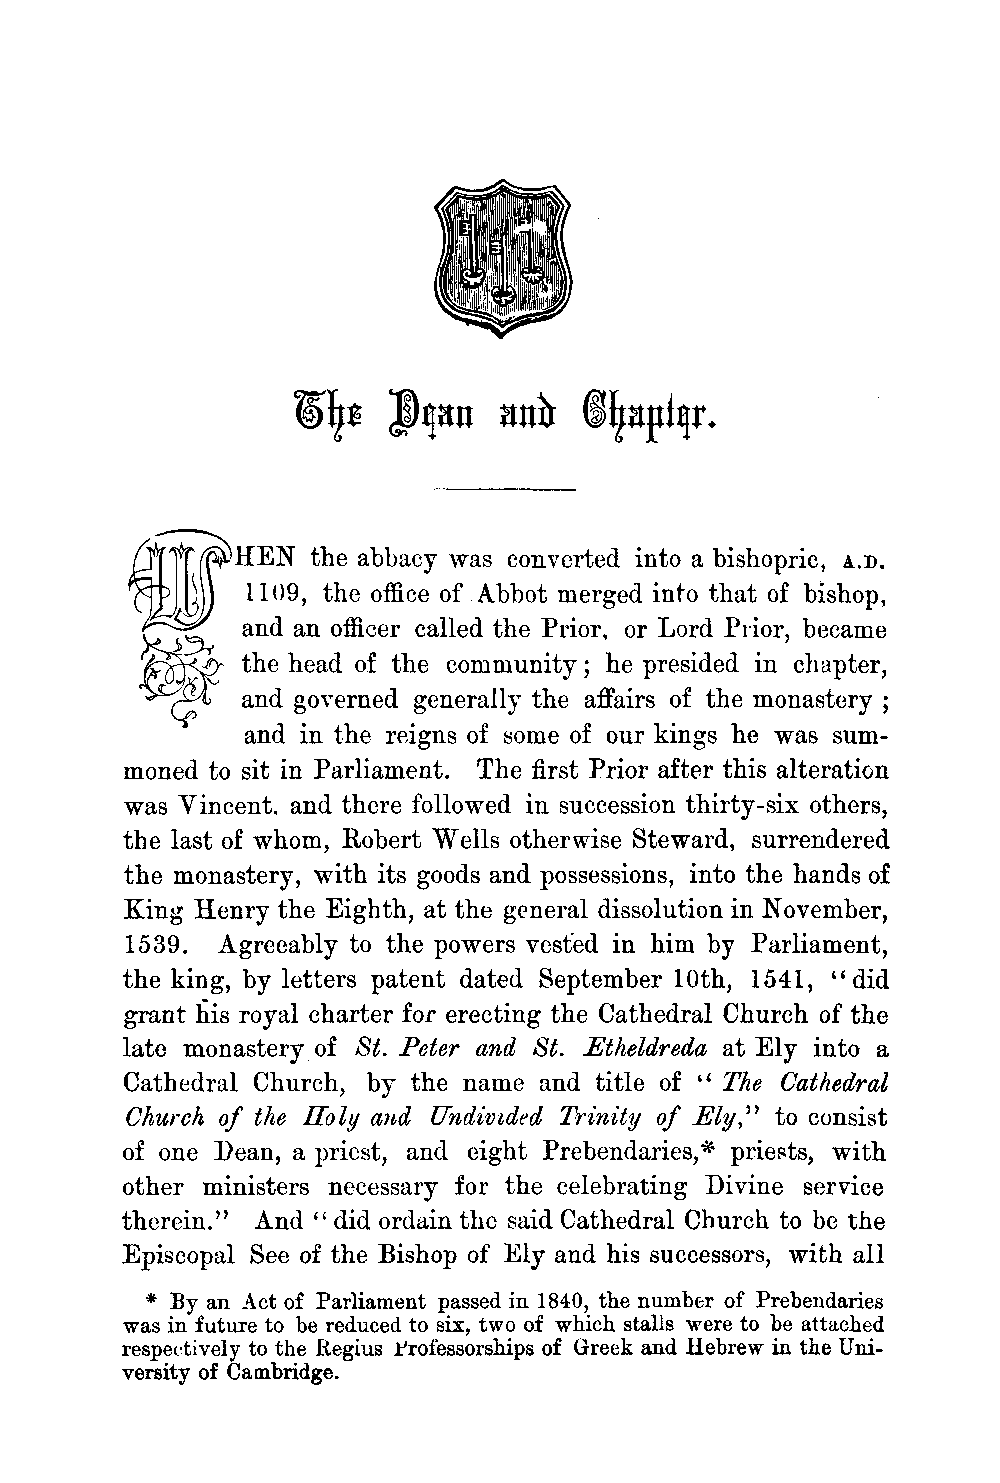 The Dean and Chapter.
WHEN the abbacy was converted into a bishopric, A.D.
1109, the office of Abbot merged into that of bishop,
and an officer called the Prior, or Lord Prior, became
the head of the community; he presided in chapter,
and governed generally the affairs of the monastery;
and in the reigns of some of our kings he was sum-
moned to sit in Parliament. The first Prior after this alteration
was Vincent. and there followed in succession thirty-six others,
the last of whom, Robert Wells otherwise Steward, surrendered
the monastery, with its goods and possessions, into the hands of
King Henry the Eighth, at the general dissolution in November,
1539. Agreeably to the powers vested in him by Parliament,
the king, by letters patent dated September 10th, 1541, "did
grant his royal charter for erecting the Cathedral Church of the
late monastery of St. Peter and St. Etheldreda at Ely into a
Cathedral Church, by the name and title of "The Cathedral
Church of the Holy and Undivided Trinity of Ely," to consist
of one Dean, a priest, and eight Prebendaries,* priests, with
other ministers necessary for the celebrating Divine service
therein." And "did ordain the said Cathedral Church to be the
Episcopal See of the Bishop of Ely and his successors, with all
* By an Act of Parliament passed in 1840, the number of Prebendaries
was in future to be reduced to six, two of which stalls were to be attached
respectively to the Regius Professorships of Greek and Hebrew in the Uni-
versity of Cambridge.